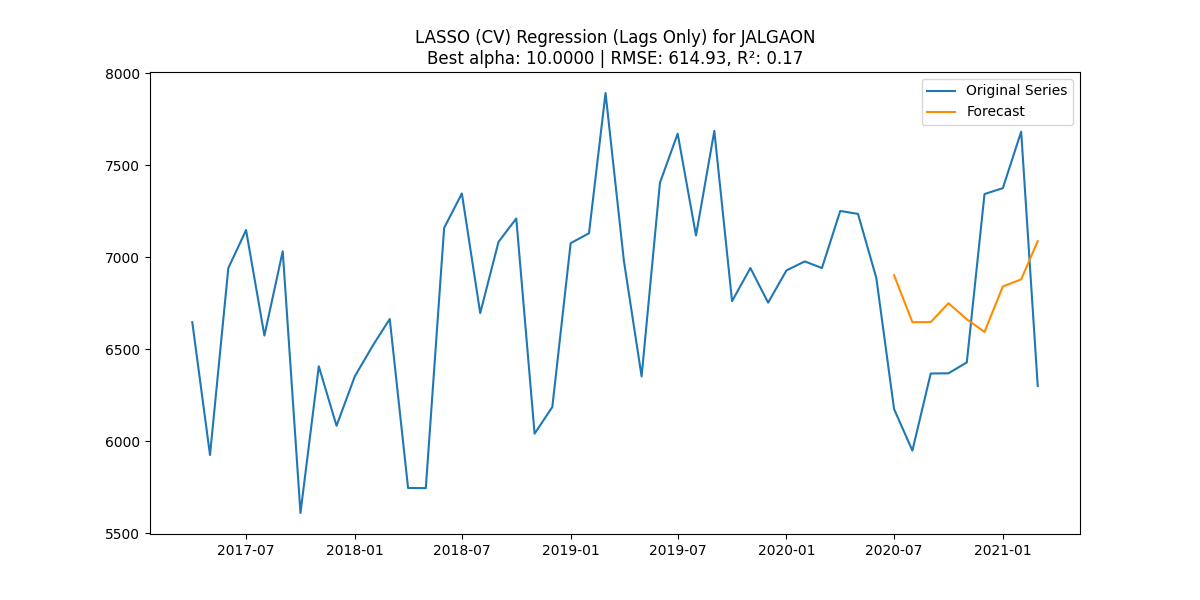 LASSO (CV) Regression (Lags Only) for JALGAON
Best alpha: 10.0000 | RMSE: 614.93, R²: 0.17
Original Series
Forecast
8000
7500
7000
6500
6000
5500
2017-07 2018-01 2018-07 2019-01 2019-07 2020-01 2020-07 2021-01